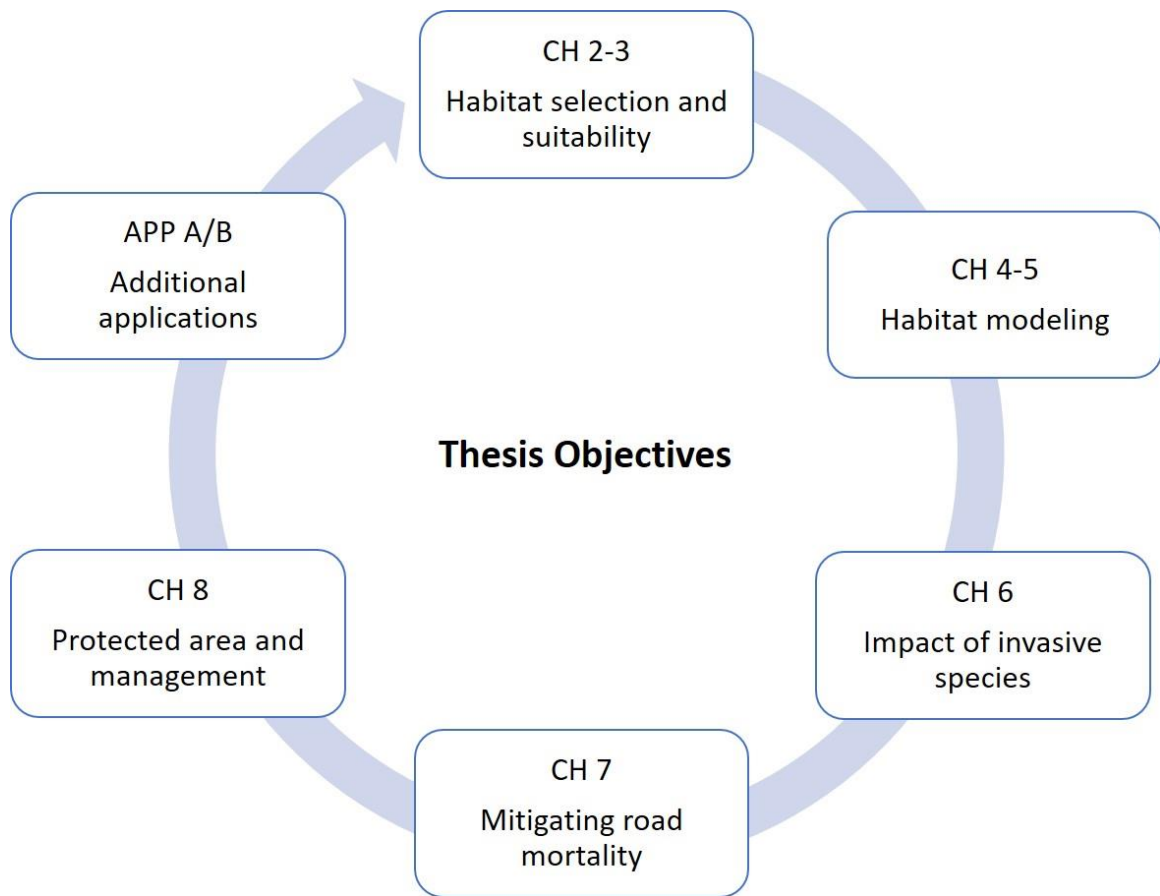 CH 2-3
Habitat selection and
suitability
CH 4-5
Habitat modeling
CH 6
Impact of invasive
species
CH 7
Mitigating road
mortality
CH 8
Protected area and
management
APP A/B
Additional
applications
Thesis Objectives